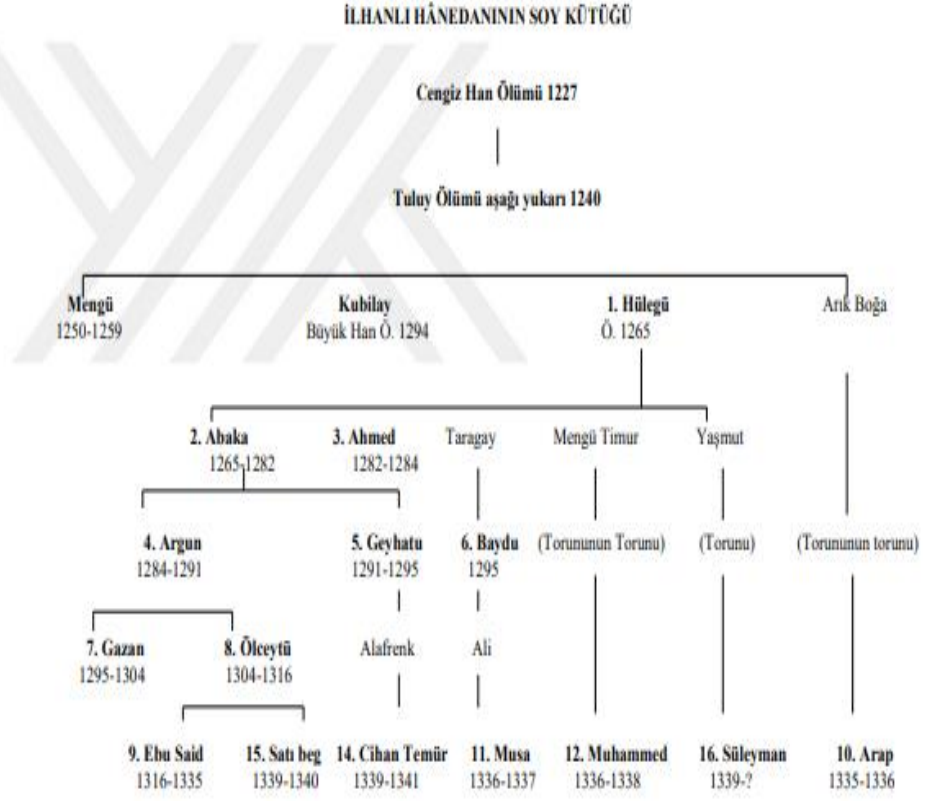 İLHANLI HÂNEDANININ SOY KÜTÜĞÜ
Cengiz Han Ölümü 1227
Tuluy Ölümü aşağı yukarı 1240
Mengü
1250-1259
Kubilay
Büyük Han Ö. 1294
1. Hülegü
Ö. 1265
Arık Boğa
2. Abaka
1265-1282
3. Ahmed
1282-1284
Taragay
Mengü Timur
Yaşmut
4. Argun
1284-1291
5. Geyhatu
1291-1295
6. Baydu
1295
(Torununun Torunu)
(Torunu)
(Torununun torunu)
7. Gazan
1295-1304
8. Ölceytü
1304-1316
Alafrenk
Ali
9. Ebu Said
1316-1335
15. Satı beg
1339-1340
14. Cihan Temür
1339-1341
11. Musa
1336-1337
12. Muhammed
1336-1338
16. Süleyman
1339-?
10. Arap
1335-1336